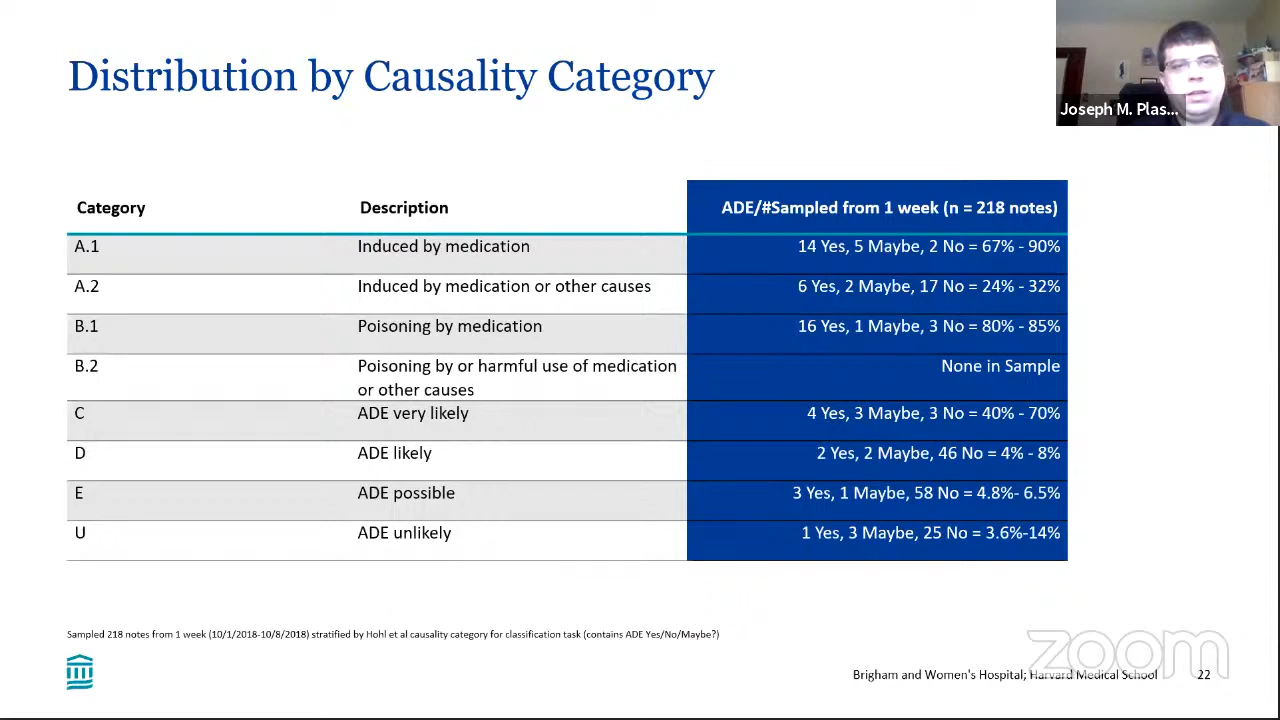 Distribution by Causality Category
Joseph M. Plas...
Category Description ADE/#Sampled from 1 week (n = 218 notes)
A.1 Induced by medication 14 Yes, 5 Maybe, 2 No = 67% - 90%
A.2 Induced by medication or other causes 6 Yes, 2 Maybe, 17 No = 24% - 32%
B.1 Poisoning by medication 16 Yes, 1 Maybe, 3 No = 80% - 85%
B.2 Poisoning by or harmful use of medication None in Sample
or other causes
C ADE very likely 4 Yes, 3 Maybe, 3 No = 40% - 70%
D ADE likely 2 Yes, 2 Maybe, 46 No = 4% - 8%
E ADE possible 3 Yes, 1 Maybe, 58 No = 4.8%- 6.5%
U ADE unlikely 1 Yes, 3 Maybe, 25 No = 3.6%-14%
Sampled 218 notes from 1 week (10/1/2018-10/8/2018) stratified by Hohl et al causality category for classification task (contains ADE Yes/No/Maybe?)
zoom
Brigham and Women's Hospital; Harvard Medical School 22